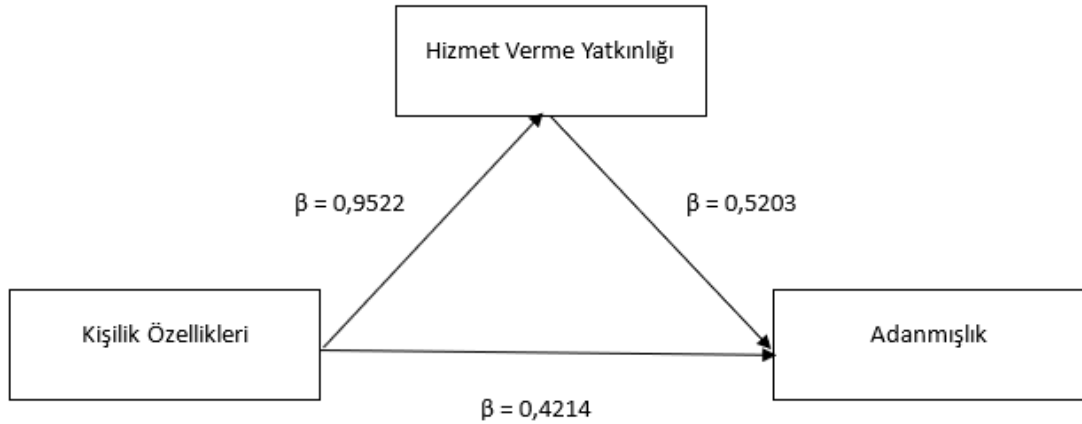 Hizmet Verme Yatkınlığı
β = 0,9522
β = 0,5203
Kişilik Özellikleri
Adanmışlık
β = 0,4214